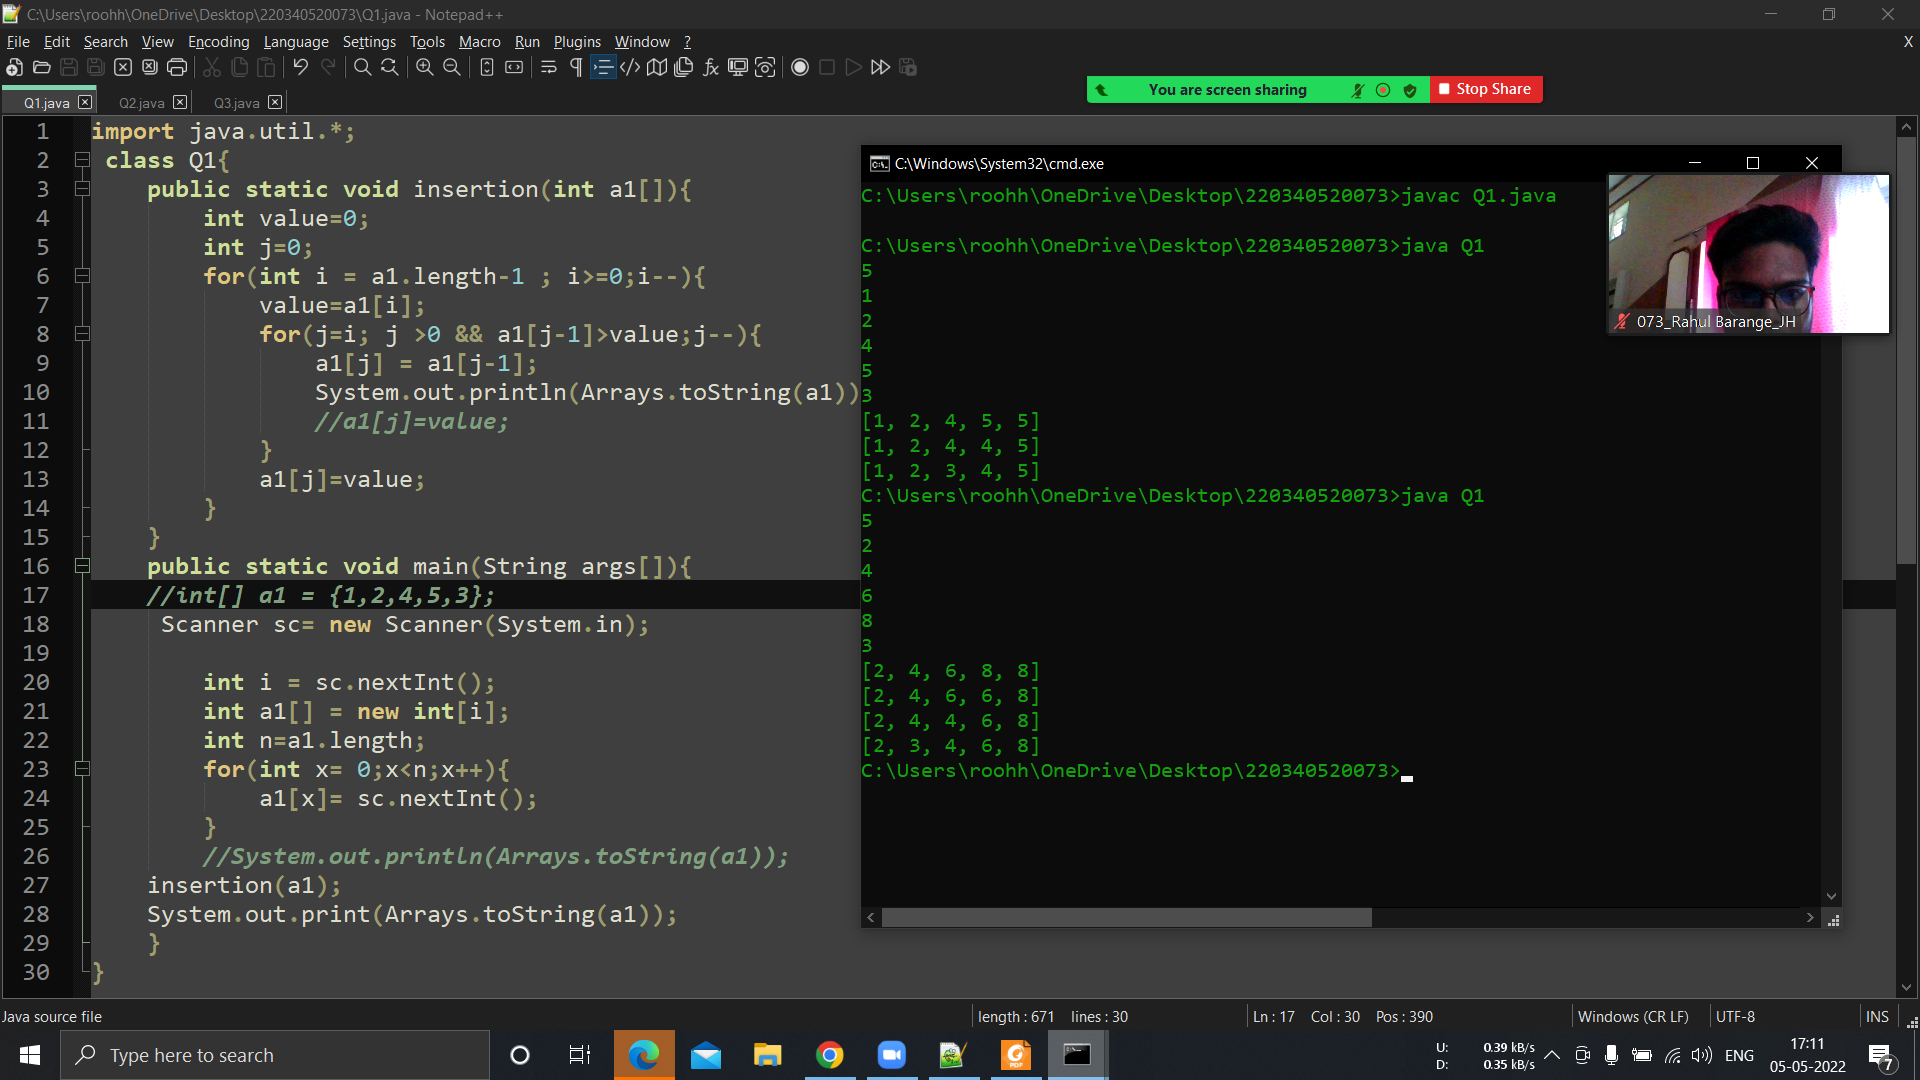 C:\Users\roohh\OneDrive\Desktop\220340520073\Q1.java - Notepad++
File Edit Search View Encoding Language Settings Tools Macro Run Plugins Window ? X
Q1.java Q2.java Q3.java
You are screen sharing Stop Share
1 import java.util.*;
2 class Q1{
3 public static void insertion(int a1[]){
4 int value=0;
5 int j=0;
6 for(int i = a1.length-1 ; i>=0;i--){
7 value=a1[i];
8 for(j=i; j >0 && a1[j-1]>value;j--){
9 a1[j] = a1[j-1];
10 System.out.println(Arrays.toString(a1))
11 //a1[j]=value;
12 }
13 a1[j]=value;
14 }
15 }
16 public static void main(String args[]){
17 //int[] a1 = {1,2,4,5,3};
18 Scanner sc= new Scanner(System.in);
19
20 int i = sc.nextInt();
21 int a1[] = new int[i];
22 int n=a1.length;
23 for(int x= 0;x<n;x++){
24 a1[x]= sc.nextInt();
25 }
26 //System.out.println(Arrays.toString(a1));
27 insertion(a1);
28 System.out.print(Arrays.toString(a1));
29 }
30 }
C:\Windows\System32\cmd.exe
C:\Users\roohh\OneDrive\Desktop\220340520073>javac Q1.java
C:\Users\roohh\OneDrive\Desktop\220340520073>java Q1
5
1
2
4
5
3
[1, 2, 4, 5, 5]
[1, 2, 4, 4, 5]
[1, 2, 3, 4, 5]
C:\Users\roohh\OneDrive\Desktop\220340520073>java Q1
5
2
4
6
8
3
[2, 4, 6, 8, 8]
[2, 4, 6, 6, 8]
[2, 4, 4, 6, 8]
[2, 3, 4, 6, 8]
C:\Users\roohh\OneDrive\Desktop\220340520073>
073_Rahul Barange_JH
Java source file length : 671 lines : 30 Ln : 17 Col : 30 Pos : 390 Windows (CR LF) UTF-8 INS
Type here to search
U: 0.39 kB/s
D: 0.35 kB/s
ENG
17:11
05-05-2022
7